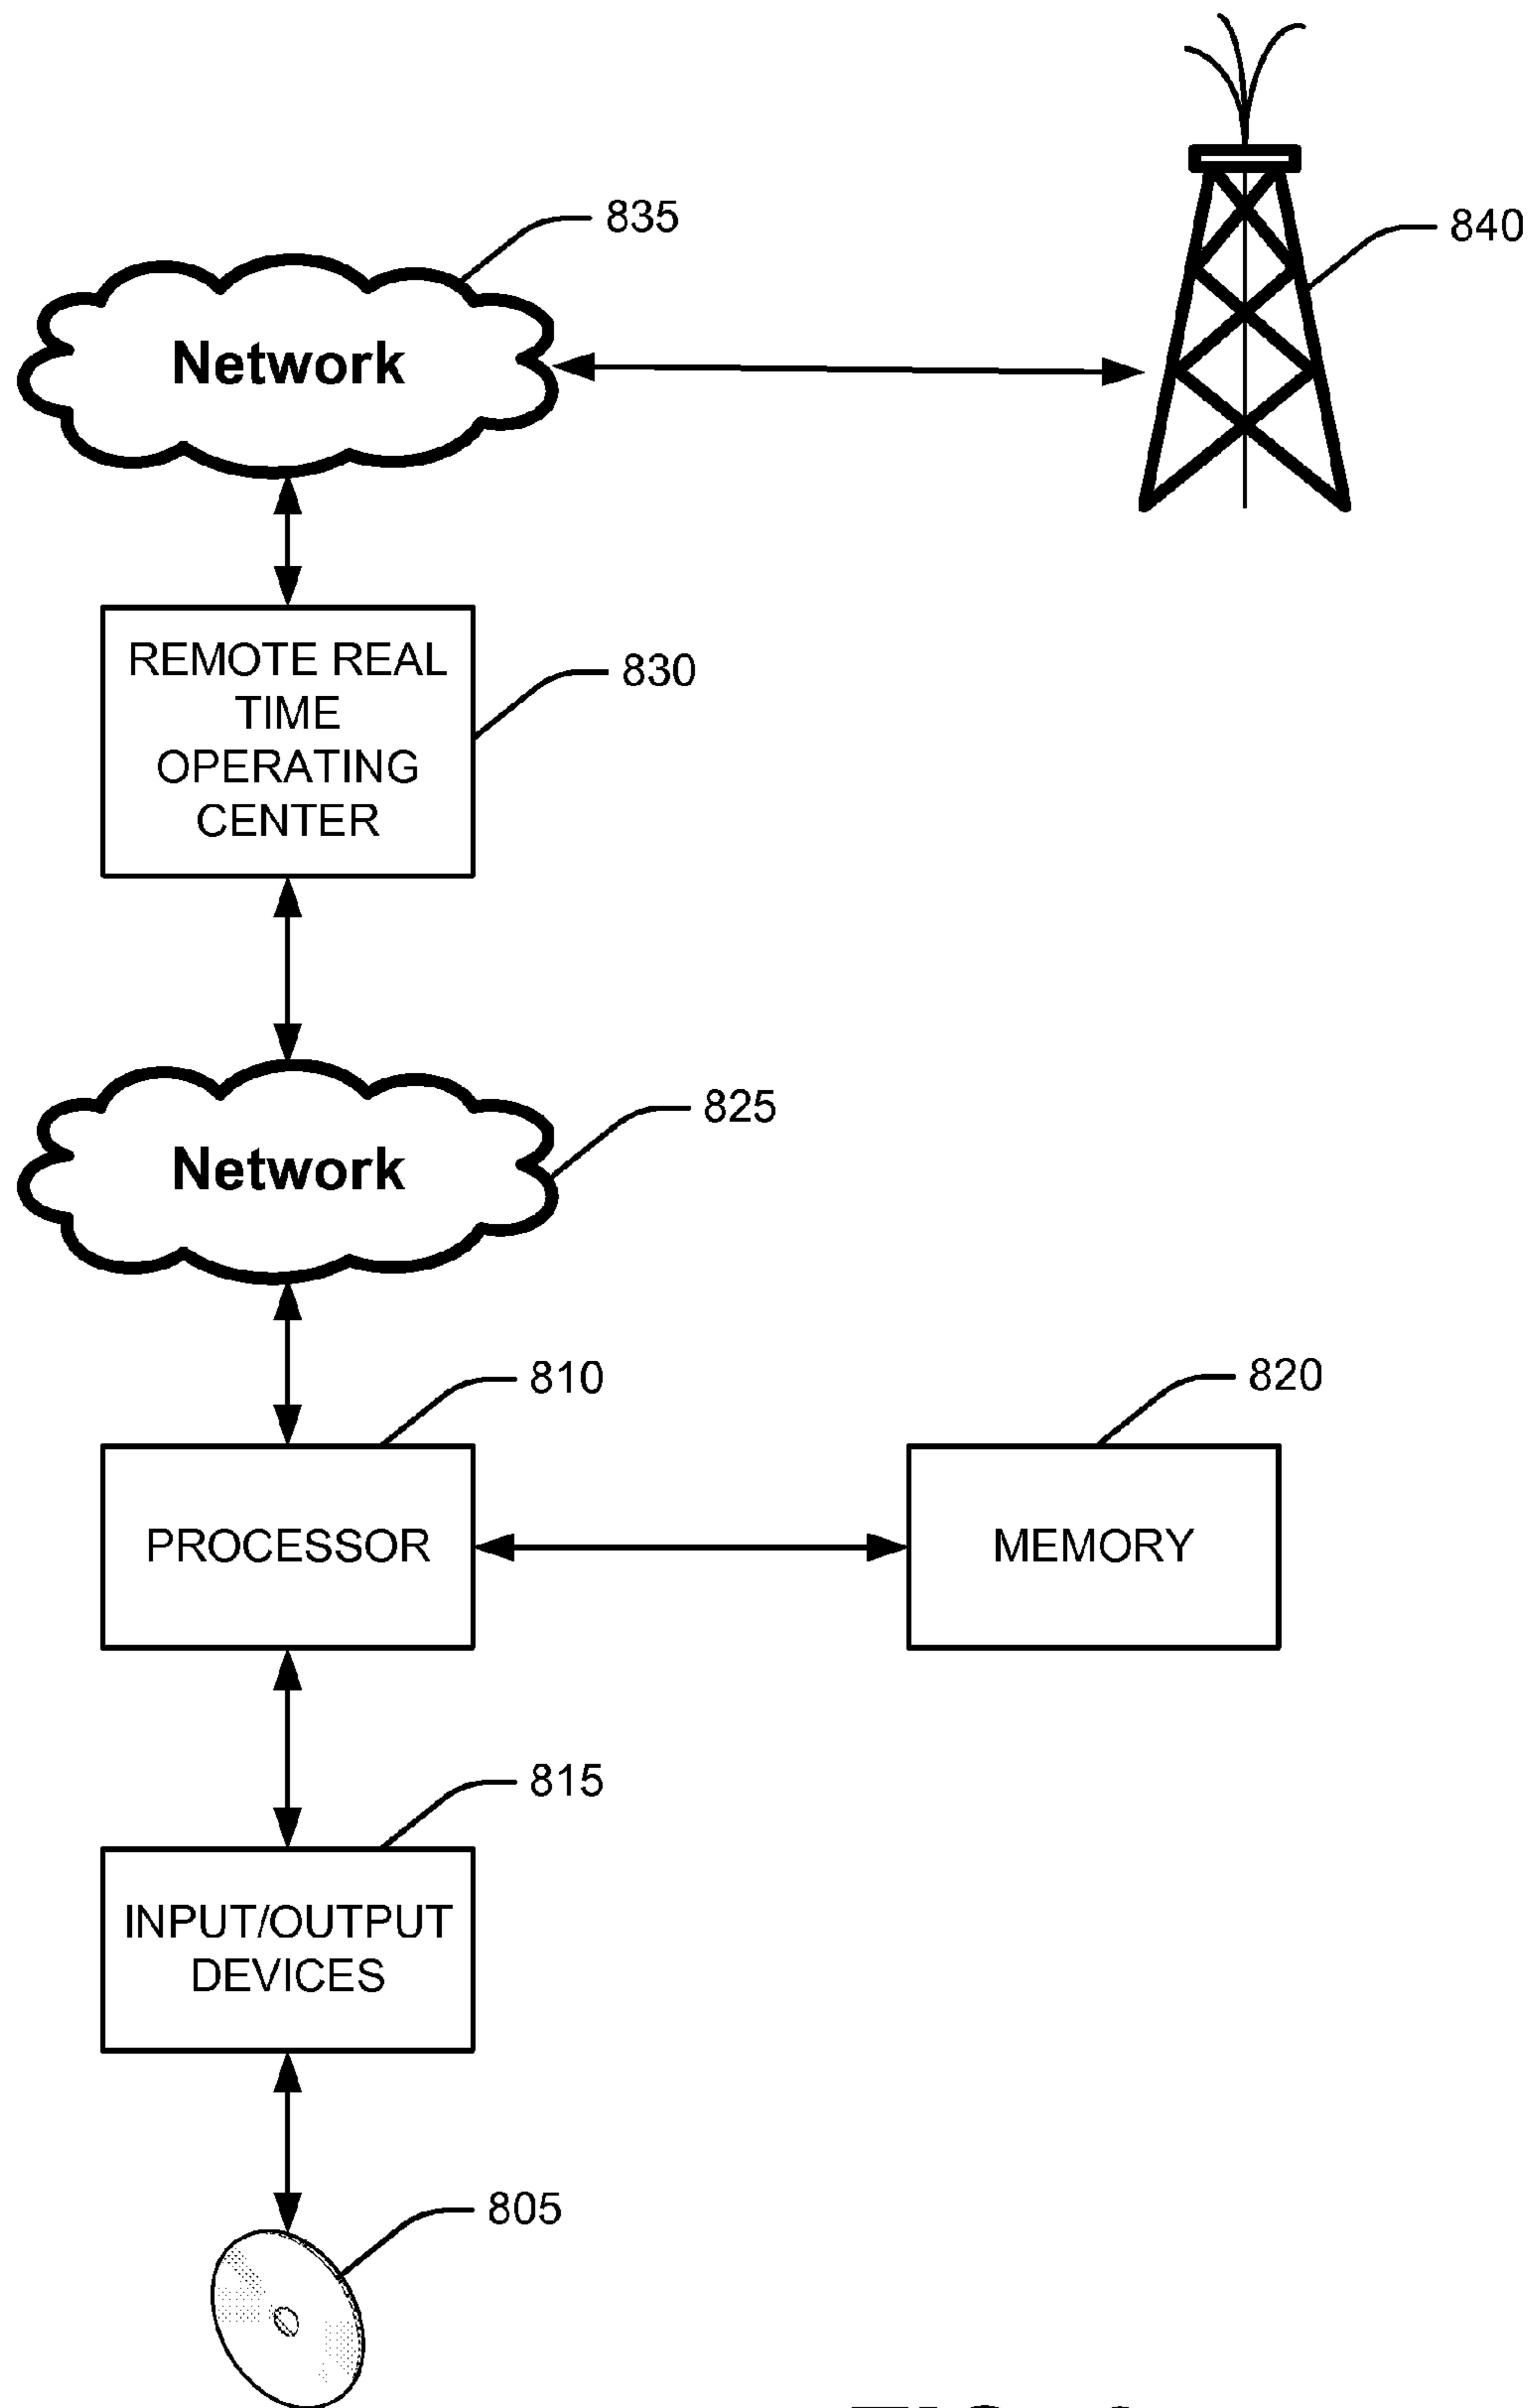 835
840
Network
REMOTE REAL
TIME
OPERATING
CENTER
830
825
Network
810
820
PROCESSOR
MEMORY
815
INPUT/OUTPUT
DEVICES
805